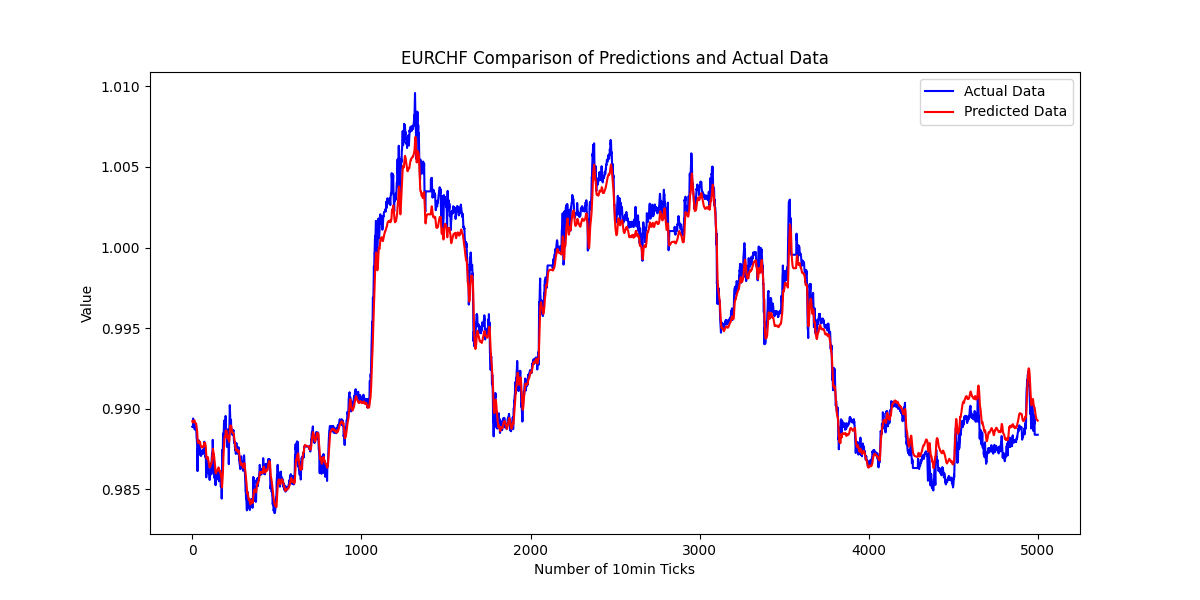 EURCHF Comparison of Predictions and Actual Data
Actual Data
Predicted Data
1.010
1.005
1.000
0.995
0.990
0.985
Value
0 1000 2000 3000 4000 5000
Number of 10min Ticks